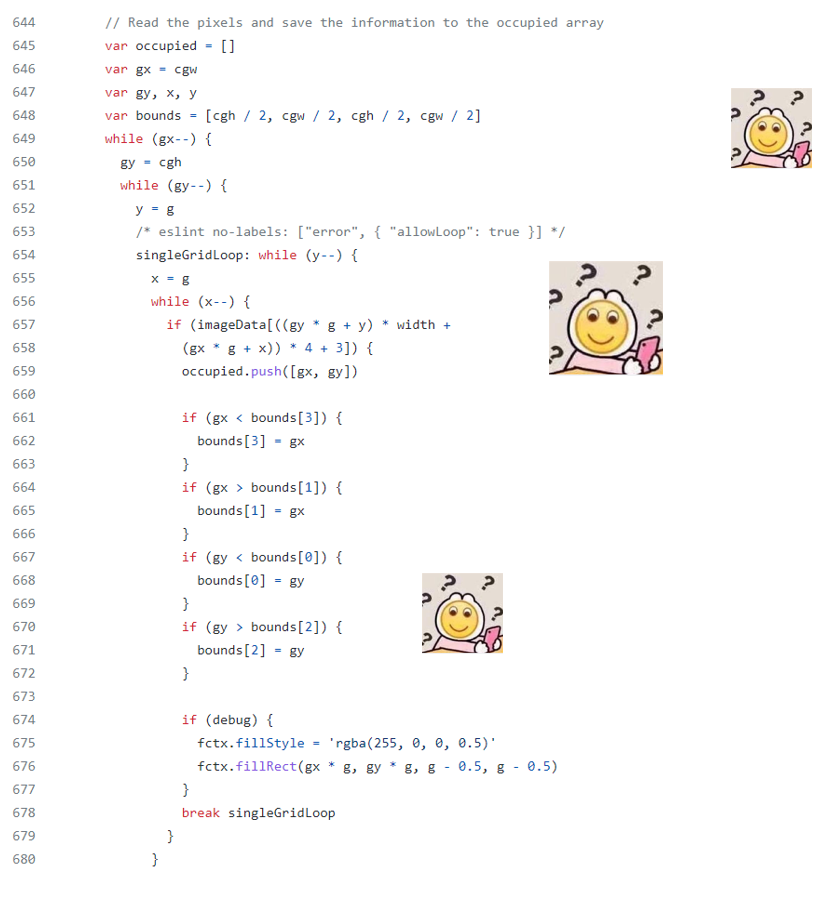 644 // Read the pixels and save the information to the occupied array
645 var occupied = []
646 var gx = cgw
647 var gy, x, y
648 var bounds = [cgh / 2, cgw / 2, cgh / 2, cgw / 2]
649 while (gx--) {
650 gy = cgh
651 while (gy--) {
652 y = g
653 /* eslint no-labels: ["error", { "allowLoop": true }] */
654 singleGridLoop: while (y--) {
655 x = g
656 while (x--) {
657 if (imageData[((gy * g + y) * width +
658 (gx * g + x)) * 4 + 3]) {
659 occupied.push([gx, gy])
660
661 if (gx < bounds[3]) {
662 bounds[3] = gx
663 }
664 if (gx > bounds[1]) {
665 bounds[1] = gx
666 }
667 if (gy < bounds[0]) {
668 bounds[0] = gy
669 }
670 if (gy > bounds[2]) {
671 bounds[2] = gy
672 }
673
674 if (debug) {
675 fctx.fillStyle = 'rgba(255, 0, 0, 0.5)'
676 fctx.fillRect(gx * g, gy * g, g - 0.5, g - 0.5)
677 }
678 break singleGridLoop
679 }
680 }